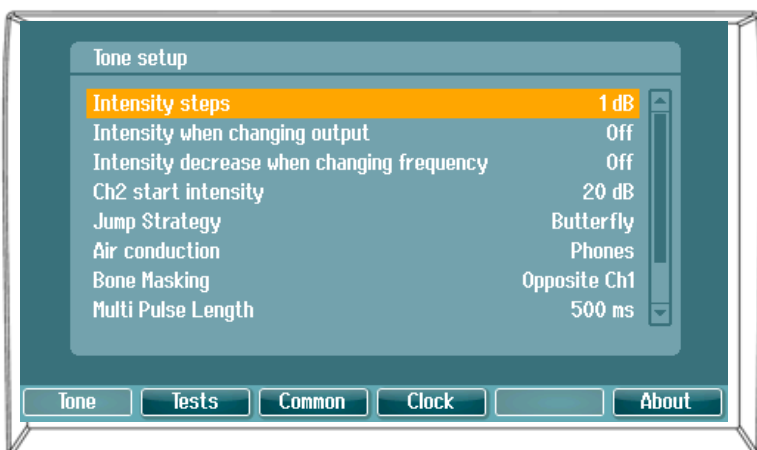 Tone setup
Intensity steps 1 dB
Intensity when changing output Off
Intensity decrease when changing frequency Off
Ch2 start intensity 20 dB
Jump Strategy Butterfly
Air conduction Phones
Bone Masking Opposite Ch1
Multi Pulse Length 500 ms
Tone Tests Common Clock About